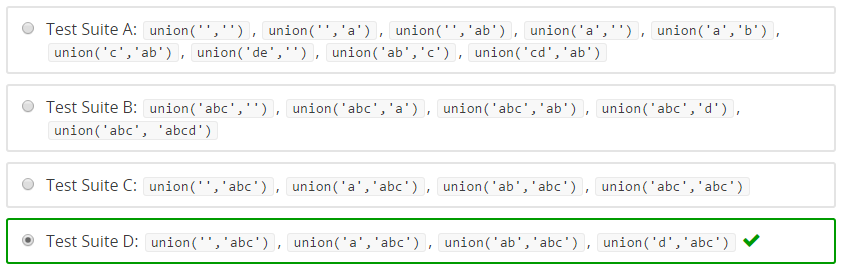 Test Suite A: union('',''), union('','a'), union('','ab'), union('a',''), union('a','b'),
union('c','ab'), union('de',''), union('ab','c'), union('cd','ab')
Test Suite B: union('abc',''), union('abc','a'), union('abc','ab'), union('abc','d'),
union('abc', 'abcd')
Test Suite C: union('','abc'), union('a','abc'), union('ab','abc'), union('abc','abc')
Test Suite D: union('','abc'), union('a','abc'), union('ab','abc'), union('d','abc')